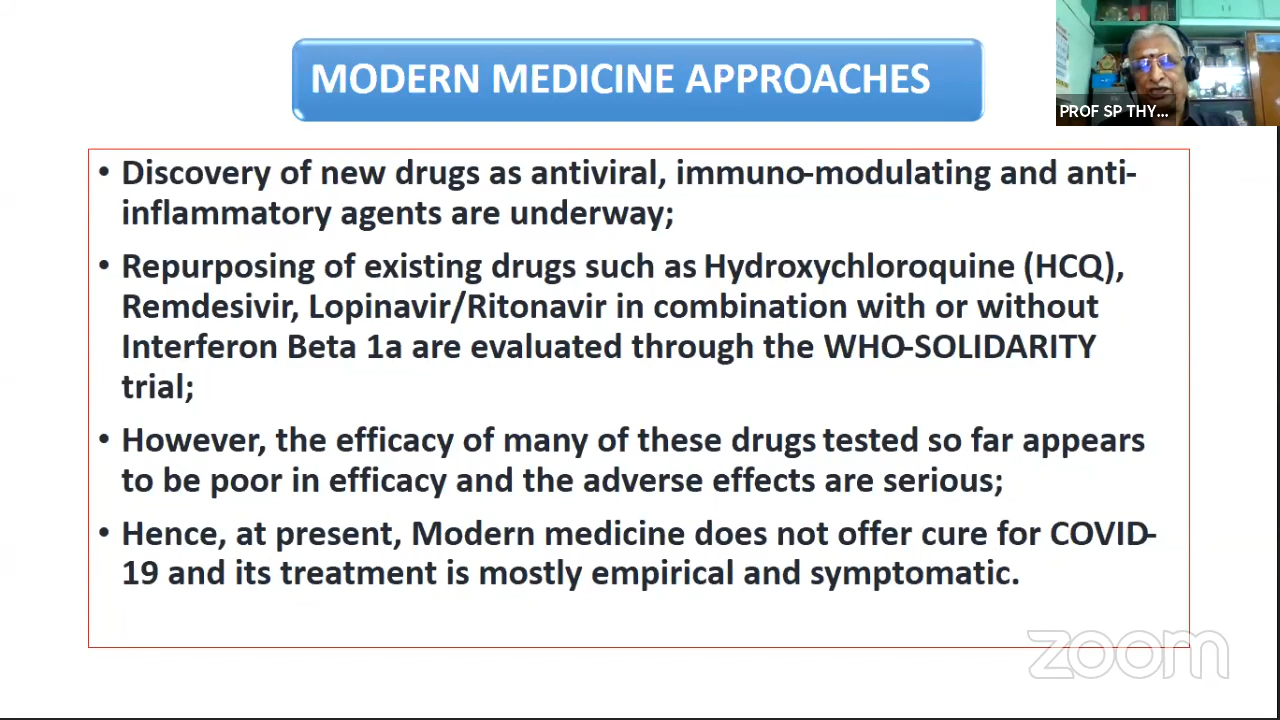 MODERN MEDICINE APPROACHES
PROF SP THY...
• Discovery of new drugs as antiviral, immuno-modulating and anti-
inflammatory agents are underway;
• Repurposing of existing drugs such as Hydroxychloroquine (HCQ),
Remdesivir, Lopinavir/Ritonavir in combination with or without
Interferon Beta 1a are evaluated through the WHO-SOLIDARITY
trial;
• However, the efficacy of many of these drugs tested so far appears
to be poor in efficacy and the adverse effects are serious;
• Hence, at present, Modern medicine does not offer cure for COVID-
19 and its treatment is mostly empirical and symptomatic.
zoom